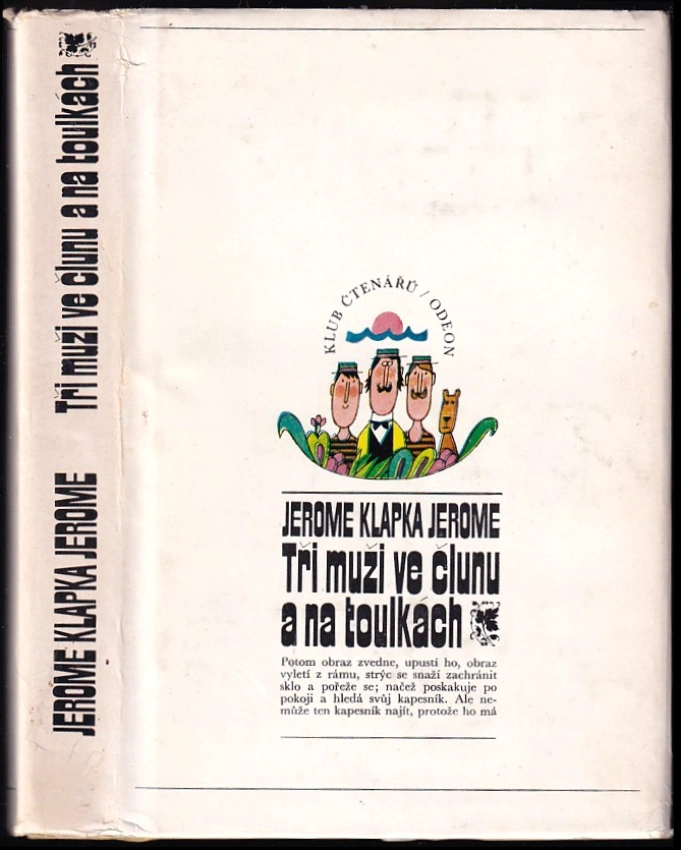 JEROME KLAPKA JEROME Tři muži ve člunu a na toulkách
KLUB ČTENÁŘŮ / ODEON
JEROME KLAPKA JEROME
Tři muži ve člunu
a na toulkách
Potom obraz zvedne, upustí ho, obraz
vyletí z rámu, strýc se snaží zachránit
sklo a pořeže se; načež poskakuje po
pokoji a hledá svůj kapesník. Ale ne-
může ten kapesník najít, protože ho má